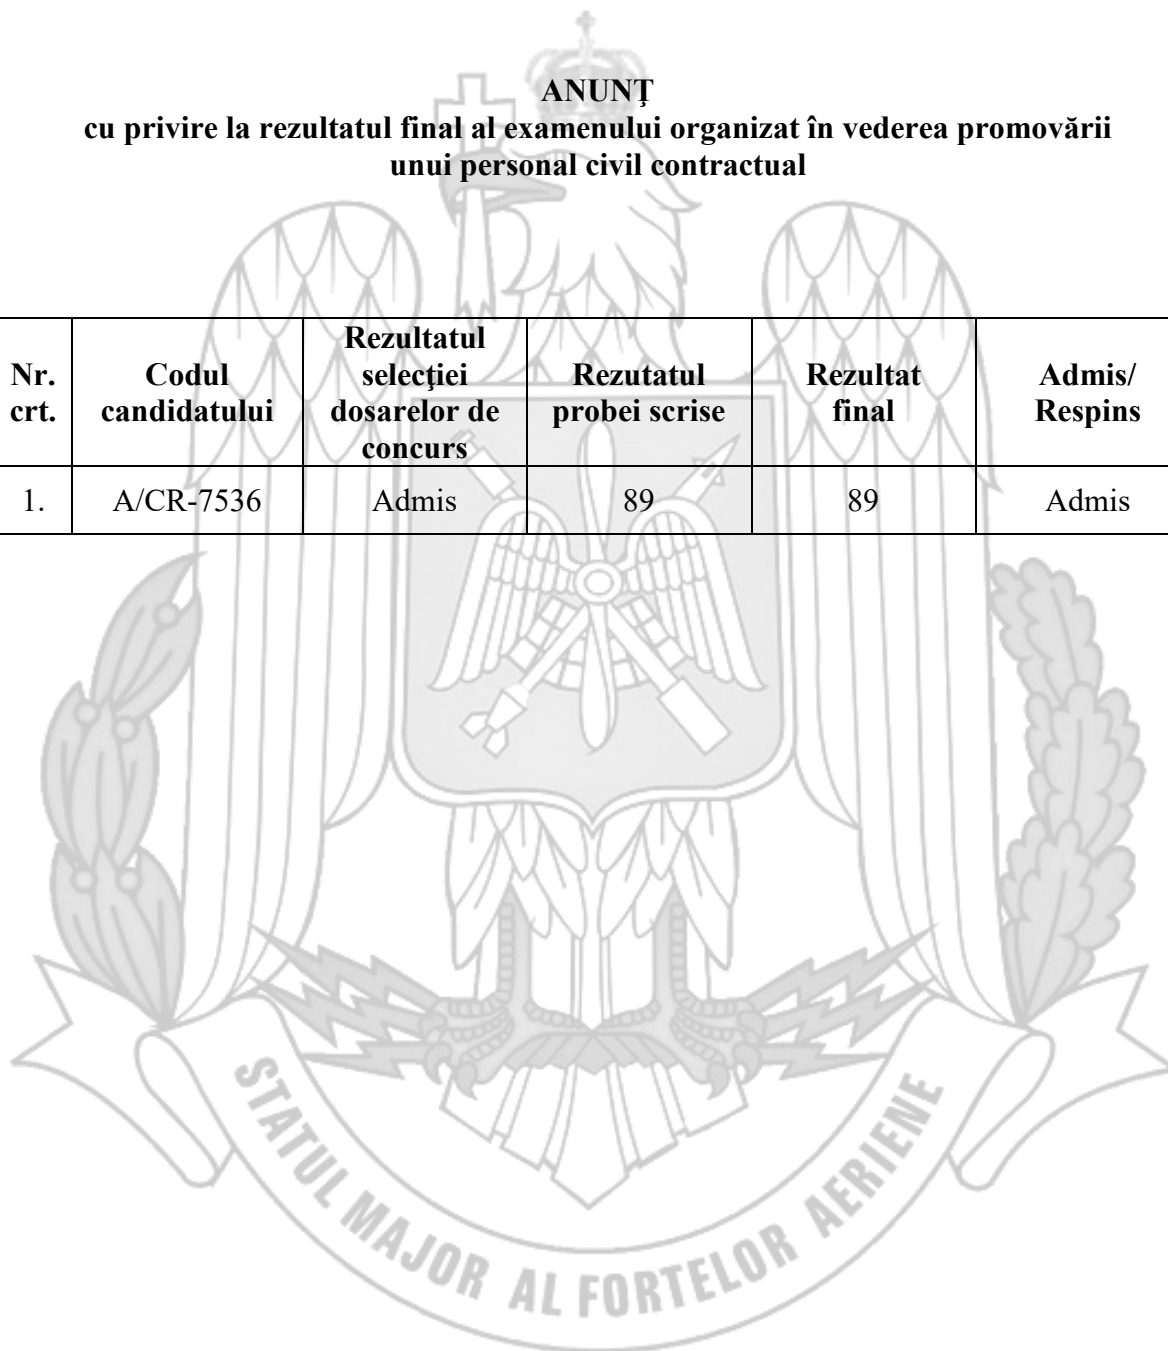 ANUNŢ
cu privire la rezultatul final al examenului organizat în vederea promovării
unui personal civil contractual
Nr. crt.
Codul candidatului
Rezultatul selecţiei dosarelor de concurs
Rezutatul probei scrise
Rezultat final
Admis/ Respins
1. A/CR-7536 Admis 89 89 Admis
STATUL MAJOR AL FORTELOR AERIENE